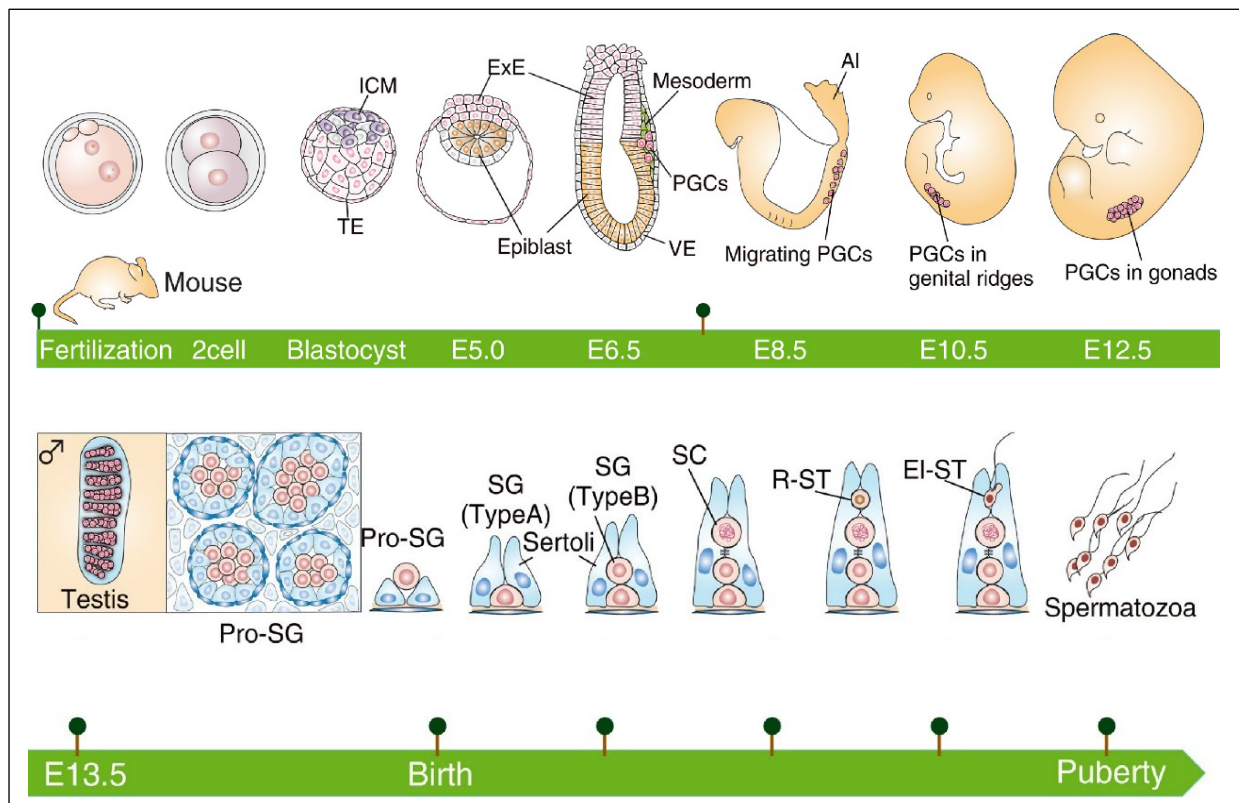 ICM
ExE
Mesoderm
AI
TE
Epiblast
PGCs
VE
Migrating PGCs
PGCs in
genital ridges
PGCs in gonads
Mouse
Fertilization 2cell Blastocyst E5.0 E6.5 E8.5 E10.5 E12.5
♂
Testis
Pro-SG
Pro-SG
SG
(TypeA)
Sertoli
SG
(TypeB)
SC
R-ST
EI-ST
Spermatozoa
E13.5 Birth Puberty